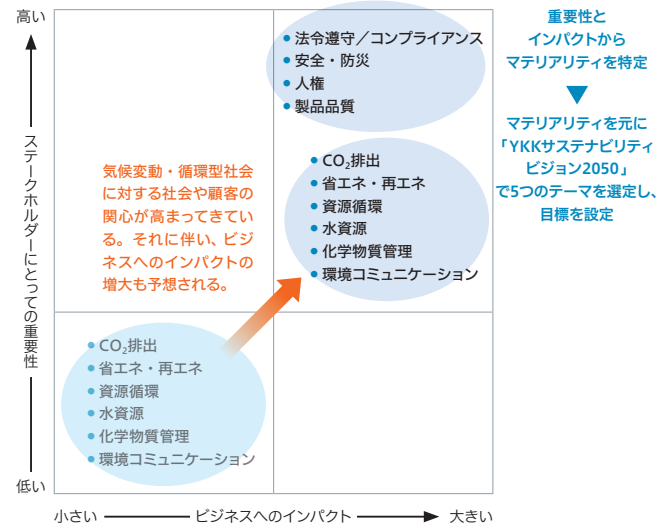 高い
ステークホルダーにとっての重要性
低い
● 法令遵守／コンプライアンス
● 安全・防災
● 人権
● 製品品質
気候変動・循環型社会
に対する社会や顧客の
関心が高まってきてい
る。それに伴い、ビジ
ネスへのインパクトの
増大も予想される。
● CO₂排出
● 省エネ・再エネ
● 資源循環
● 水資源
● 化学物質管理
● 環境コミュニケーション
● CO₂排出
● 省エネ・再エネ
● 資源循環
● 水資源
● 化学物質管理
● 環境コミュニケーション
小さい
ビジネスへのインパクト
大きい
重要性と
インパクトから
マテリアリティを特定
マテリアリティを元に
「YKKサステナビリティ
ビジョン2050」
で5つのテーマを選定し、
目標を設定